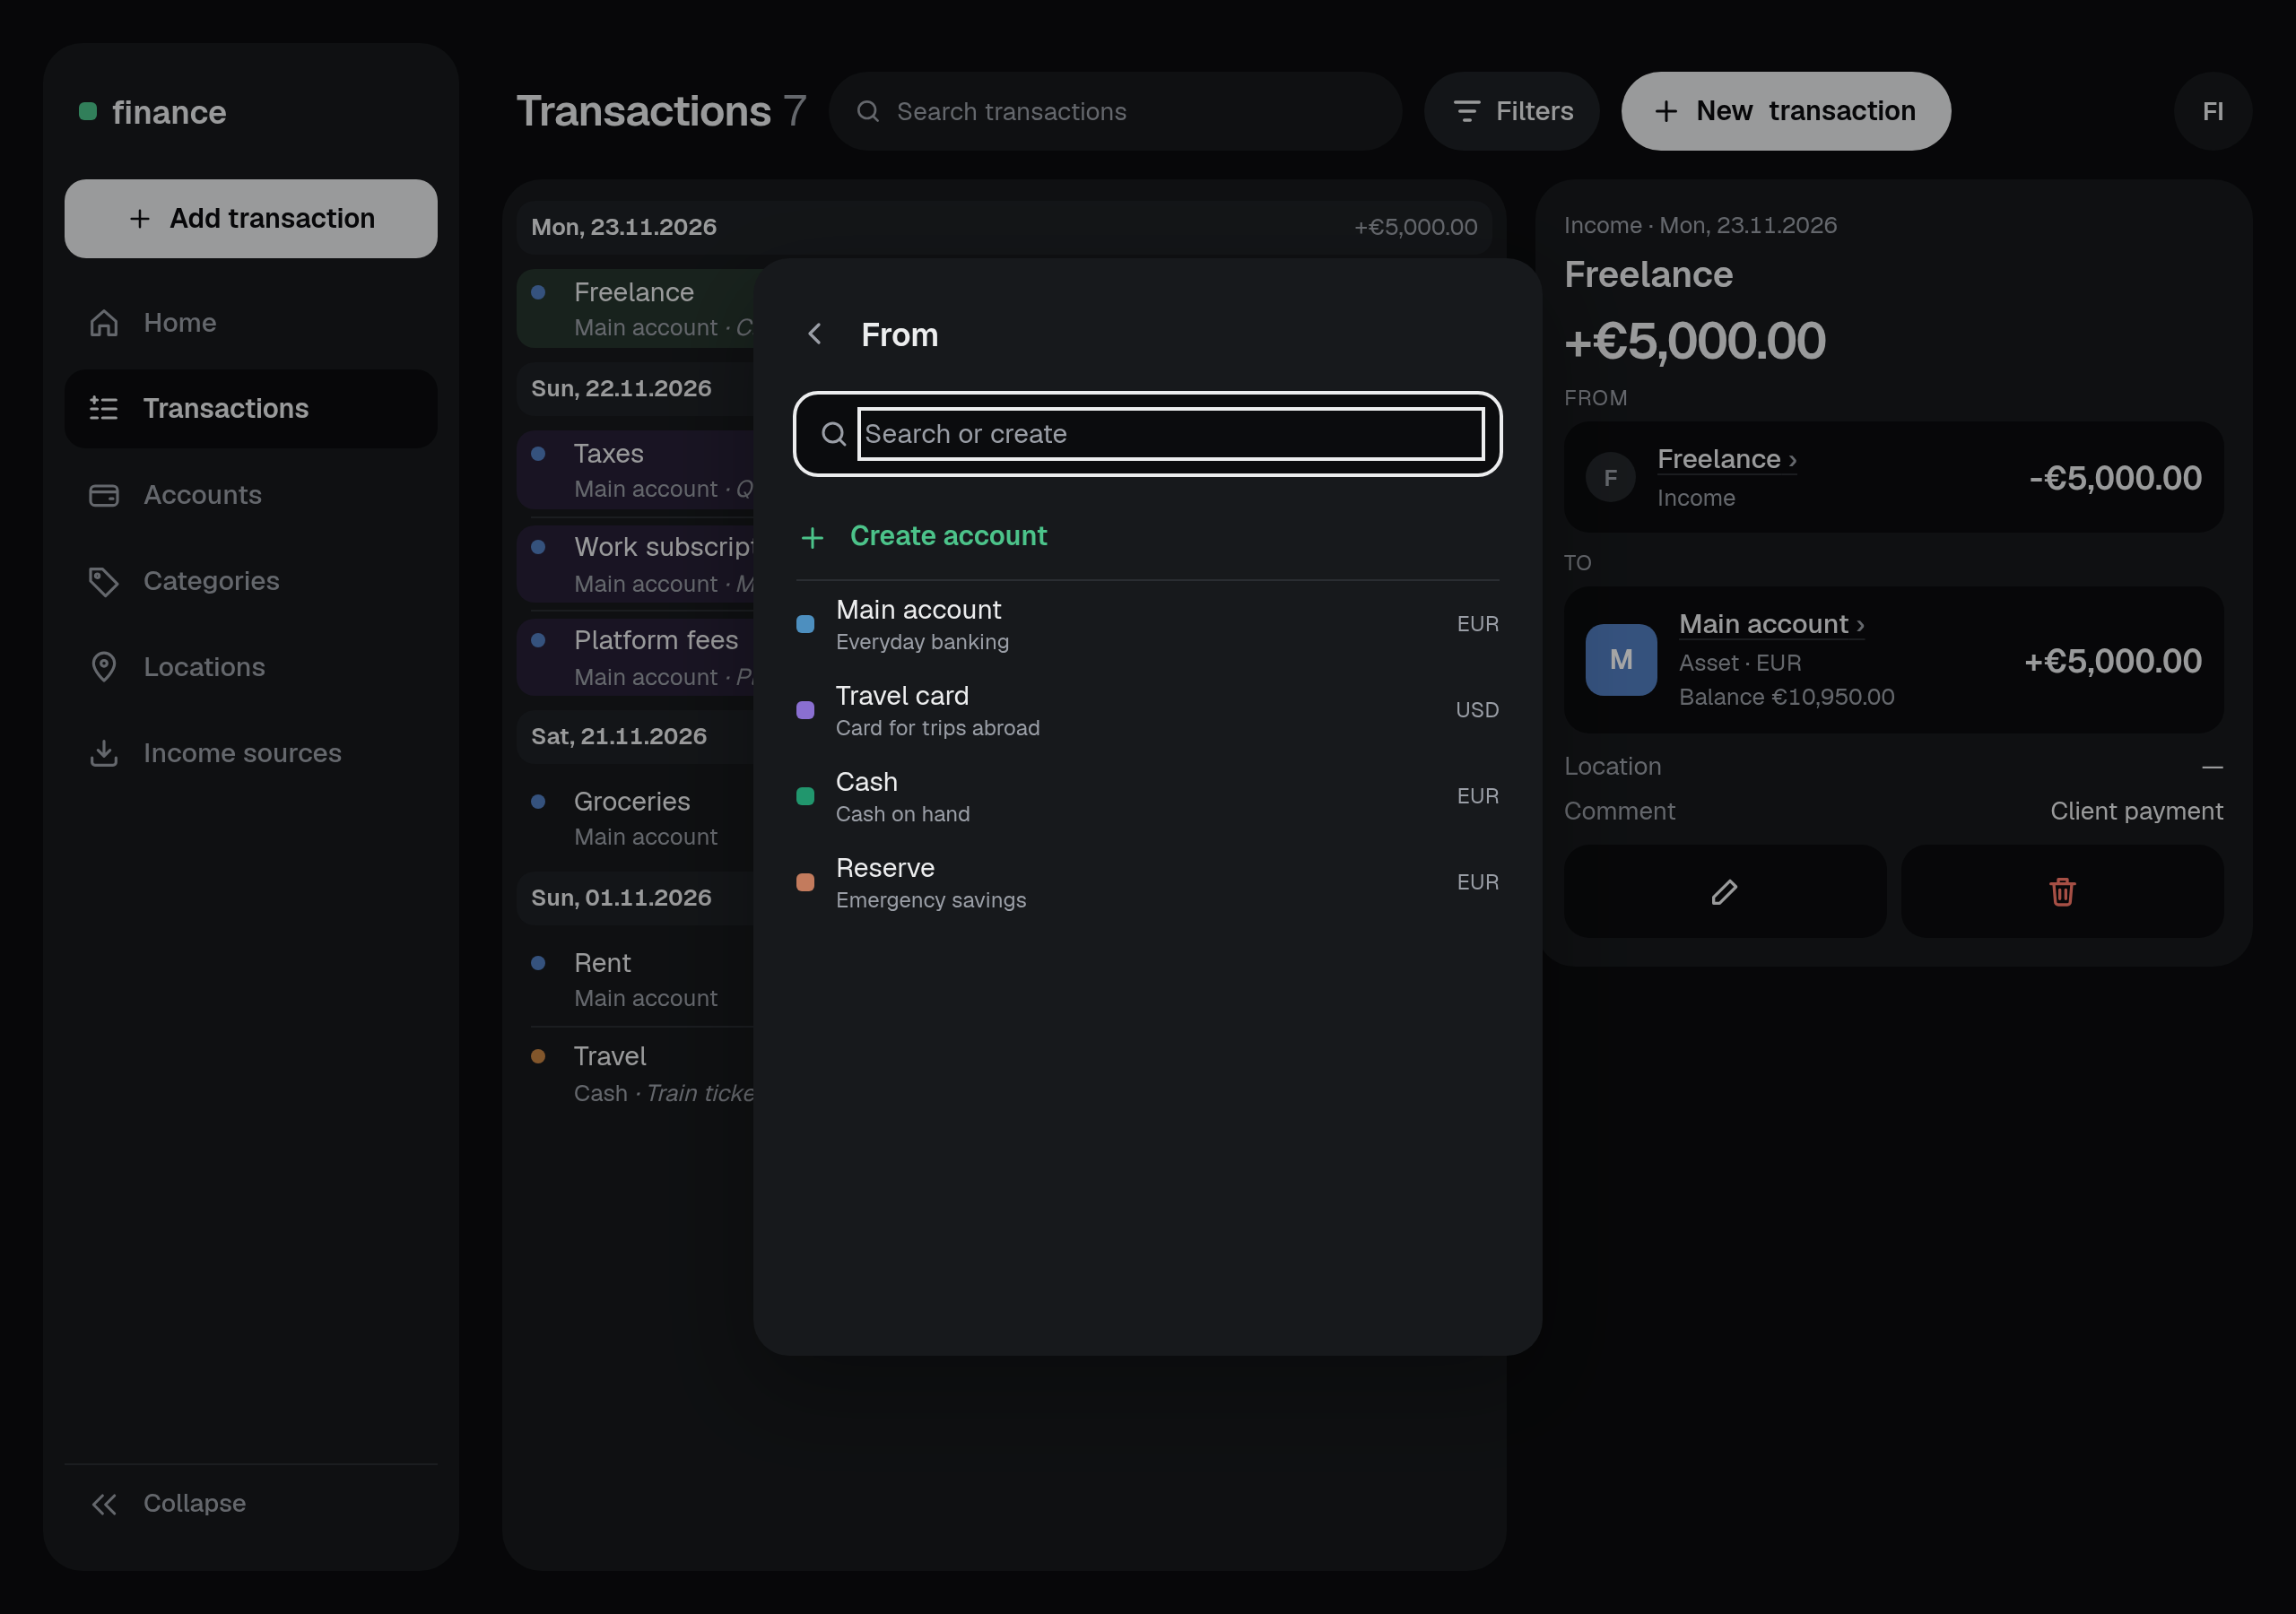 finance
Add transaction
Home
Transactions
Accounts
Categories
Locations
Income sources
Collapse
Transactions 7
Search transactions
Filters
New transaction
FI
Mon, 23.11.2026 +€5,000.00
Freelance
Main account ·
Sun, 22.11.2026
Taxes
Main account ·
Work
Main account ·
Platform fees
Main account ·
Sat, 21.11.2026
Groceries
Main account
Sun, 01.11.2026
Rent
Main account
Travel
Cash · Train
From
Search or create
Create account
Main account EUR
Everyday banking
Travel card USD
Card for trips abroad
Cash EUR
Cash on hand
Reserve EUR
Emergency savings
Income · Mon, 23.11.2026
Freelance
+€5,000.00
FROM
F
Freelance ›
Income
-€5,000.00
TO
M
Main account ›
Asset · EUR
Balance €10,950.00
+€5,000.00
Location —
Comment Client payment